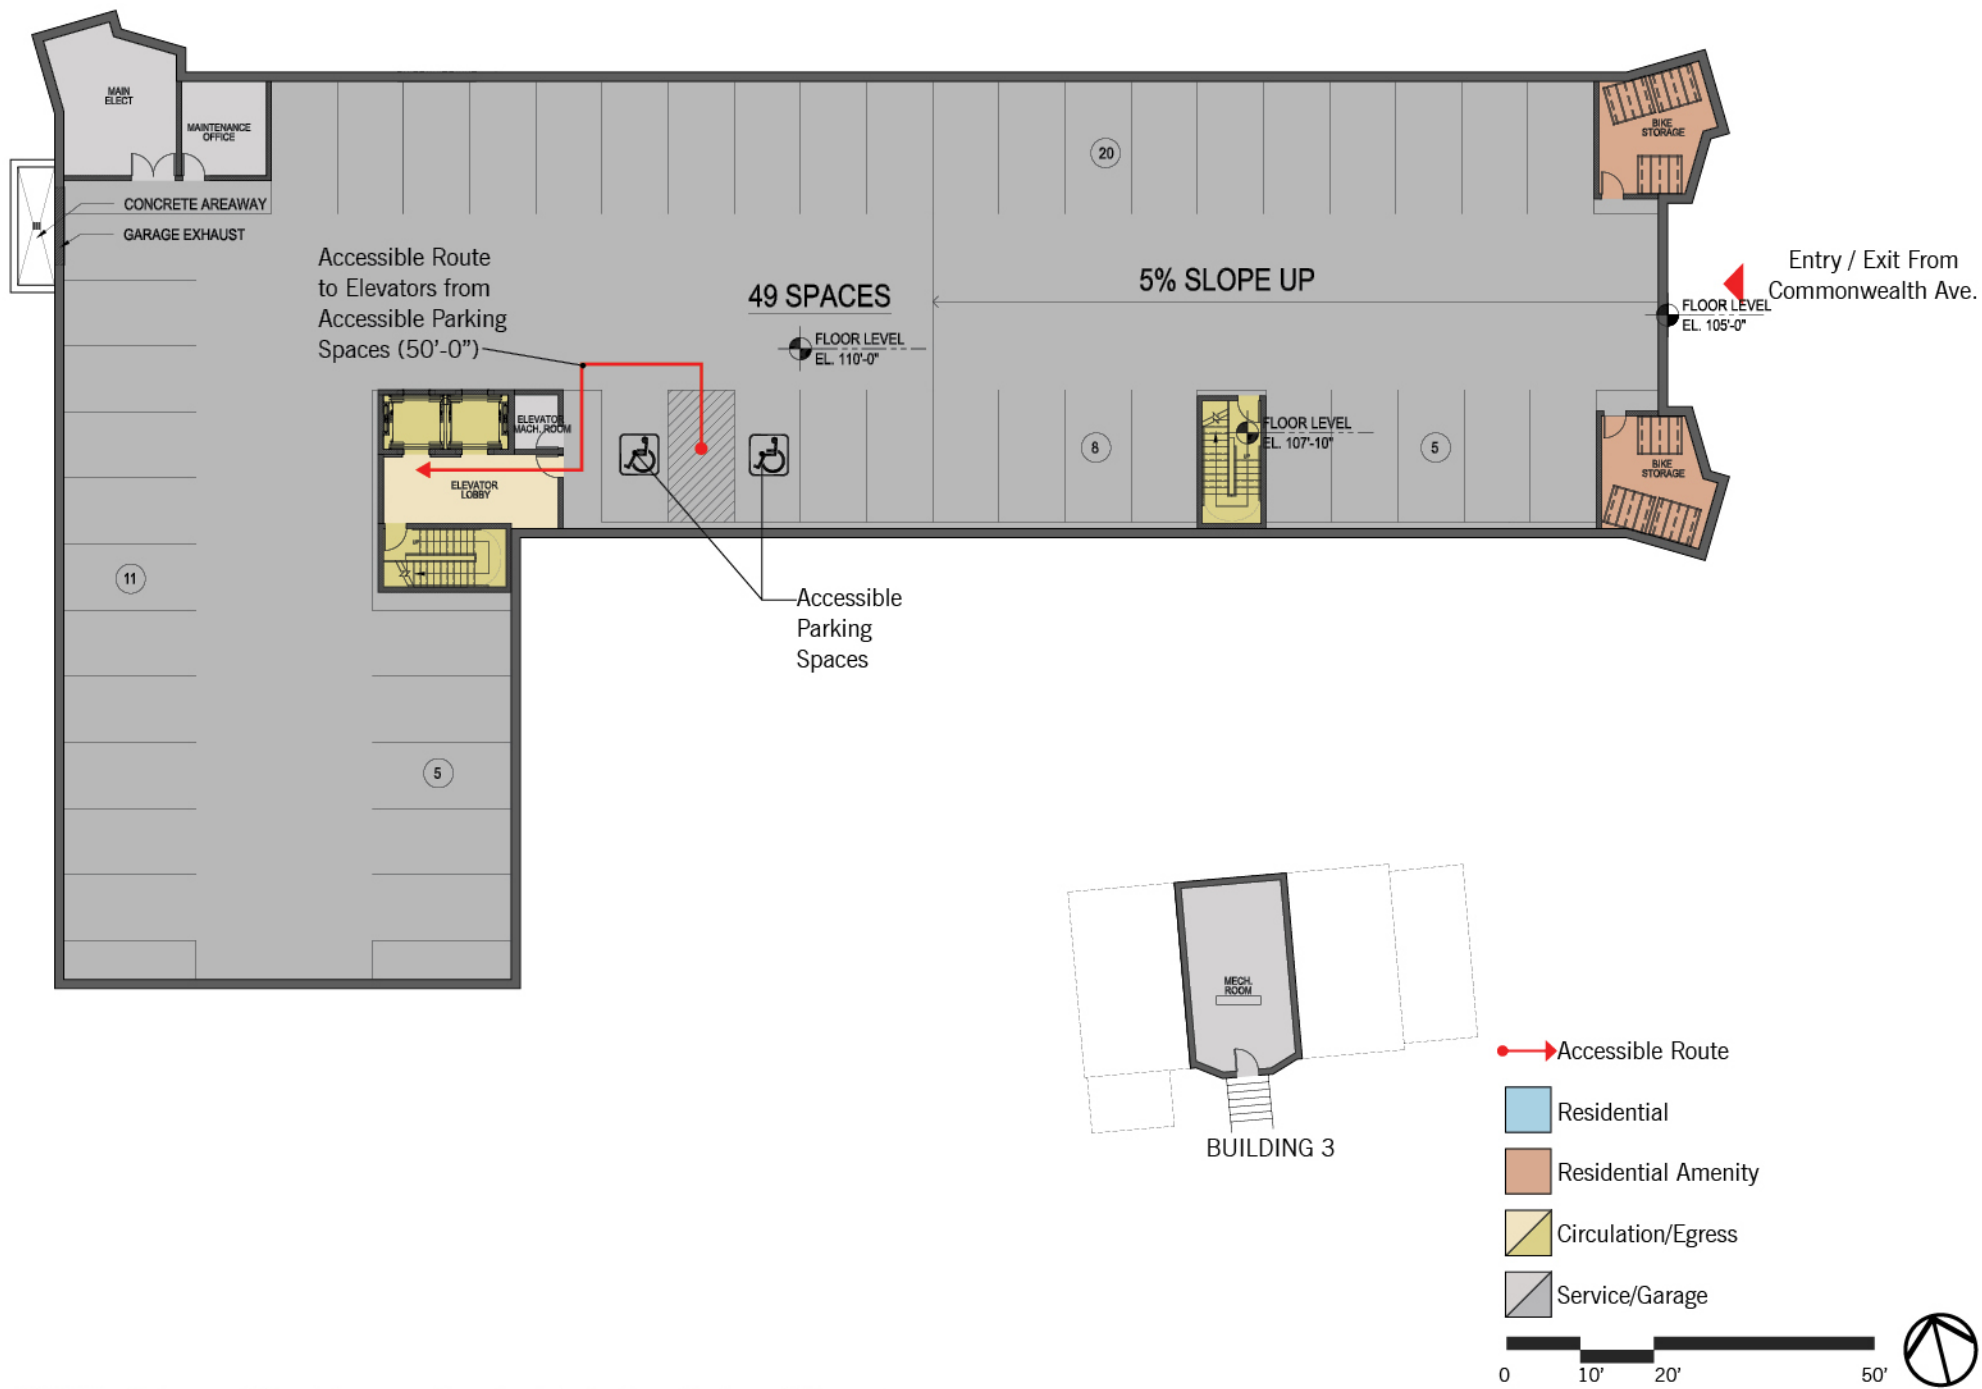 MAIN
ELECT
MAINTENANCE
OFFICE
CONCRETE AREAWAY
GARAGE EXHAUST
Accessible Route
to Elevators from
Accessible Parking
Spaces (50’-0”)
20
BIKE
STORAGE
49 SPACES
FLOOR LEVEL
EL. 110'-0"
5% SLOPE UP
Entry / Exit From
Commonwealth Ave.
FLOOR LEVEL
EL. 105'-0"
ELEVATOR
MACH. ROOM
ELEVATOR
LOBBY
UP
8
UP
FLOOR LEVEL
EL. 107'-10"
5
BIKE
STORAGE
11
Accessible
Parking
Spaces
5
MECH.
ROOM
BUILDING 3
Accessible Route
Residential
Residential Amenity
Circulation/Egress
Service/Garage
0 10’ 20’ 50’